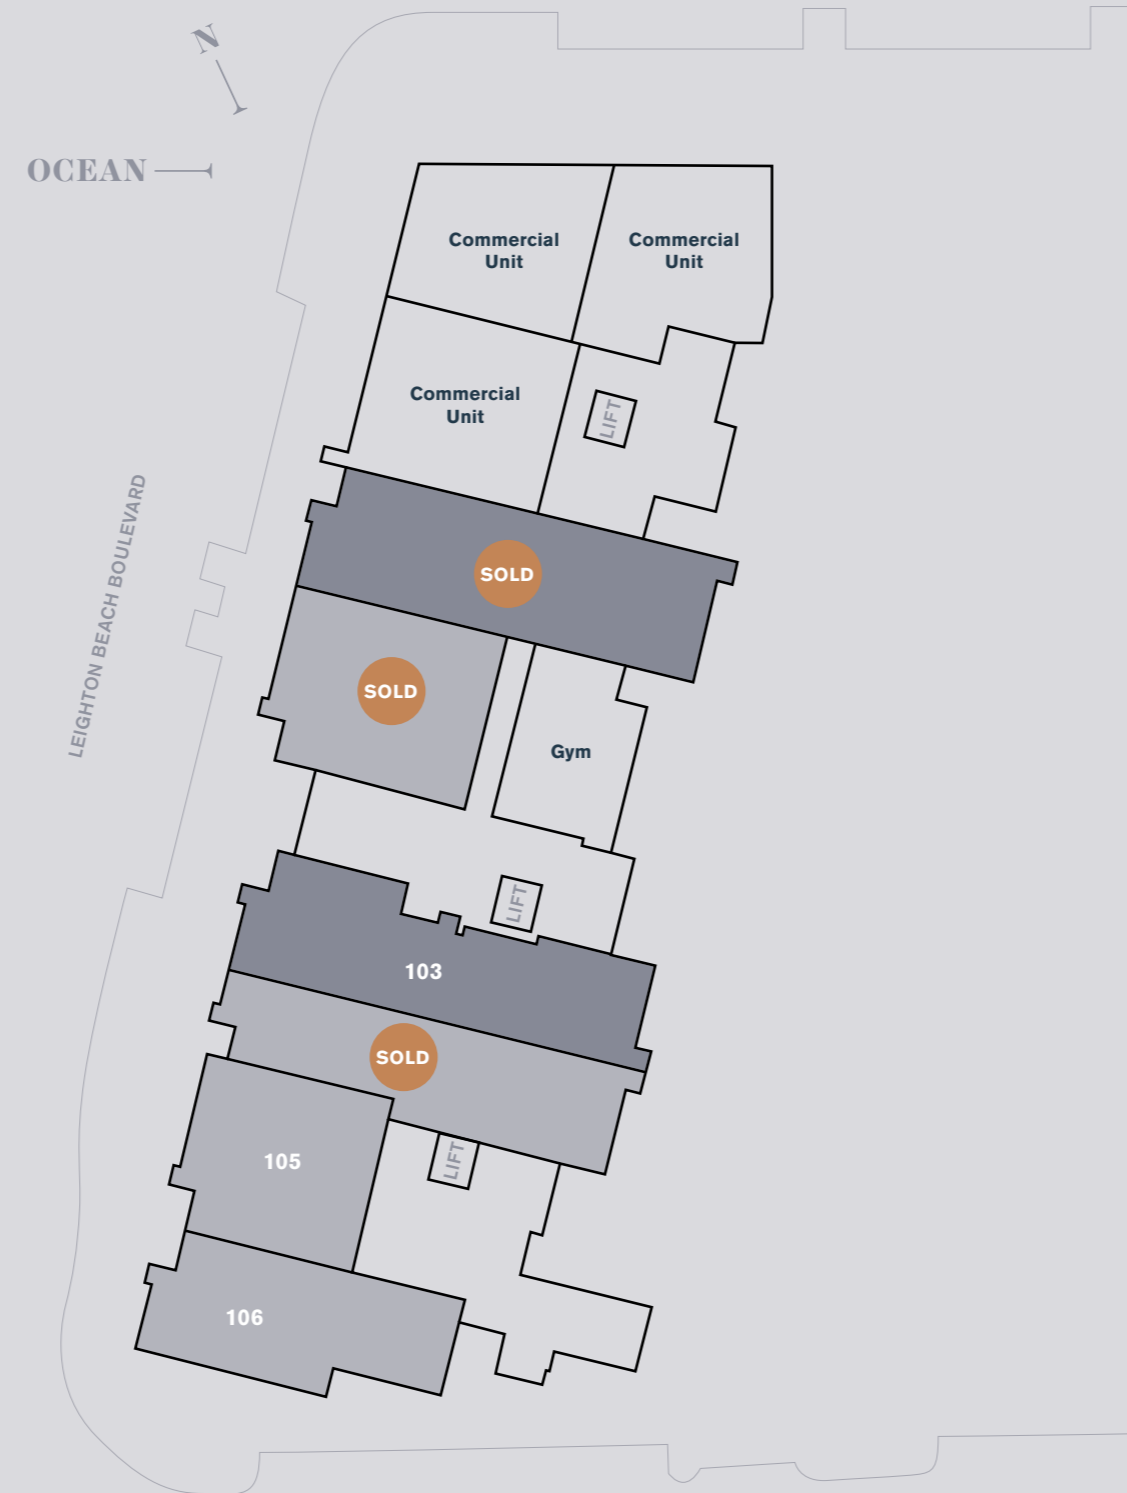 N
OCEAN
Commercial
Unit
Commercial
Unit
Commercial
Unit
LIFT
LEIGHTON BEACH BOULEVARD
SOLD
SOLD
Gym
LIFT
103
SOLD
LIFT
105
106